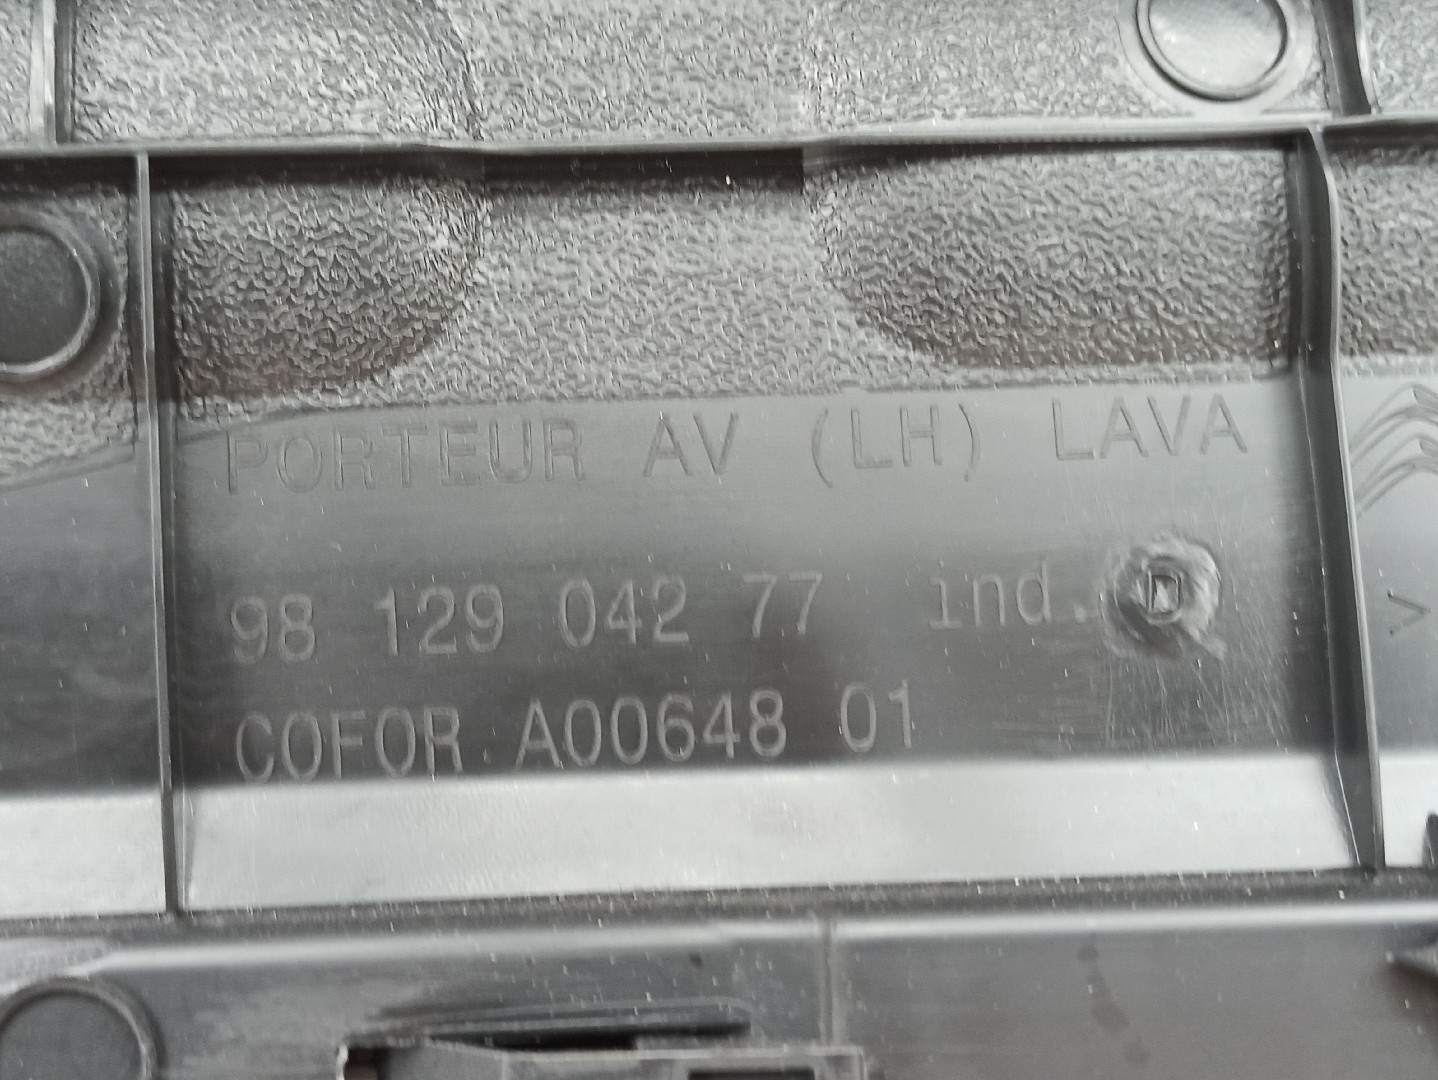 PORTEUR AV (LH) LAVA
98 129 042 77 ind. D
COFOR A00648 01
>